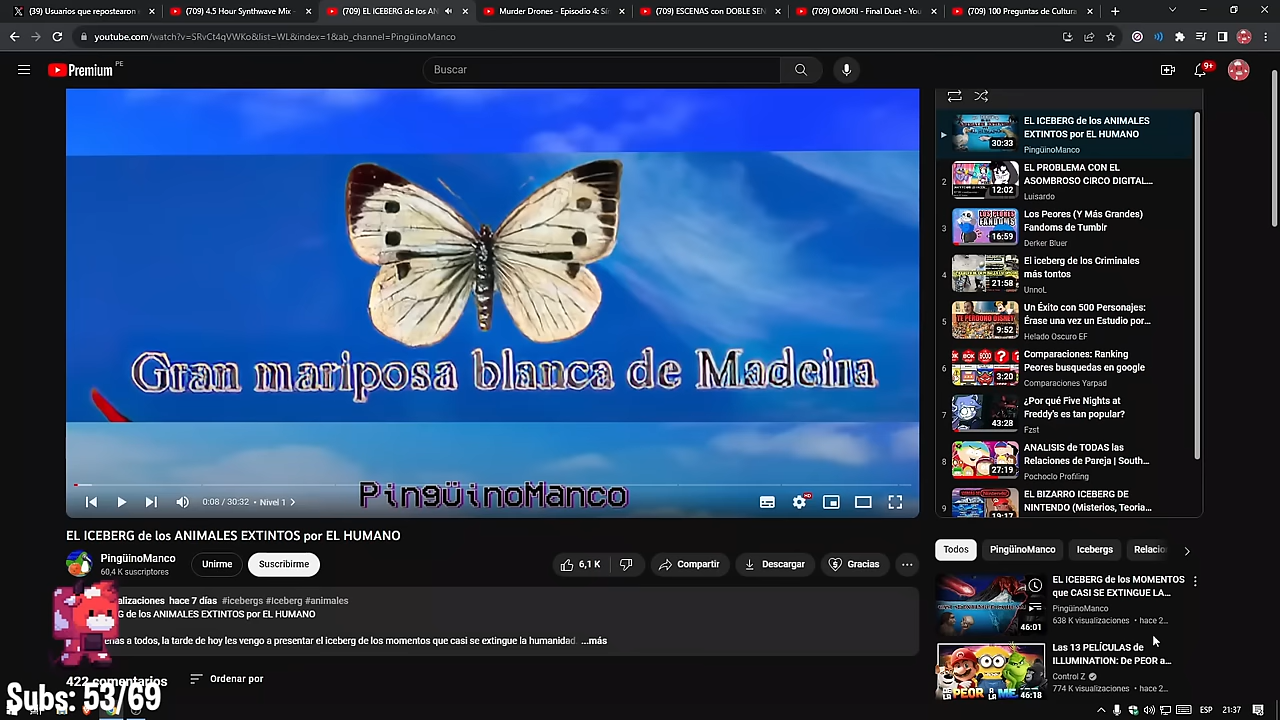 (39) Usuarios que repostearon
(709) 4.5 Hour Synthwave Mix -
(709) EL ICEBERG de los AN
Murder Drones - Episodio 4:
(709) ESCENAS con DOBLE SEN
(709) OMORI - Final Duet - You
(709) 100 Preguntas de Cultura
youtube.com/watch?v=SRvCt4qVWKo&list=WL&index=1&ab_channel=PingüinoManco
Premium PE
Buscar
9+
Gran mariposa blanca de Madeira
PingüinoManco
0:08 / 30:32 • Nivel 1
HD
EL ICEBERG de los ANIMALES EXTINTOS por EL HUMANO
PingüinoManco
60,4 K suscriptores
Unirme
Suscribirme
6,1 K
Compartir
Descargar
Gracias
alizaciones hace 7 días #icebergs #Iceberg #animales
G de los ANIMALES EXTINTOS por EL HUMANO
enas a todos, la tarde de hoy les vengo a presentar el iceberg de los momentos que casi se extingue la humanidad ...más
422 comentarios
Ordenar por
Subs: 53/69
EL ICEBERG de los ANIMALES
EXTINTOS por EL HUMANO
PingüinoManco
30:33
2
EL PROBLEMA CON EL
ASOMBROSO CIRCO DIGITAL...
Luisardo
12:02
3
Los Peores (Y Más Grandes)
Fandoms de Tumblr
Derker Bluer
16:59
4
El iceberg de los Criminales
más tontos
UnnoL
21:58
5
Un Éxito con 500 Personajes:
Érase una vez un Estudio por...
Helado Oscuro EF
TE PERDONO DISNEY
9:52
6
Comparaciones: Ranking
Peores busquedas en google
Comparaciones Yarpad
3:20
7
¿Por qué Five Nights at
Freddy's es tan popular?
Fzst
43:28
8
ANALISIS de TODAS las
Relaciones de Pareja | South...
Pochoclo Profiling
27:19
9
EL BIZARRO ICEBERG DE
NINTENDO (Misterios, Teoria...
19:17
Todos
PingüinoManco
Icebergs
Relacio
EL ICEBERG de los MOMENTOS
que CASI SE EXTINGUE LA...
PingüinoManco
638 K visualizaciones • hace 2...
46:01
Las 13 PELÍCULAS de
ILLUMINATION: De PEOR a...
Control Z
774 K visualizaciones • hace 2...
46:18
ESP
21:37